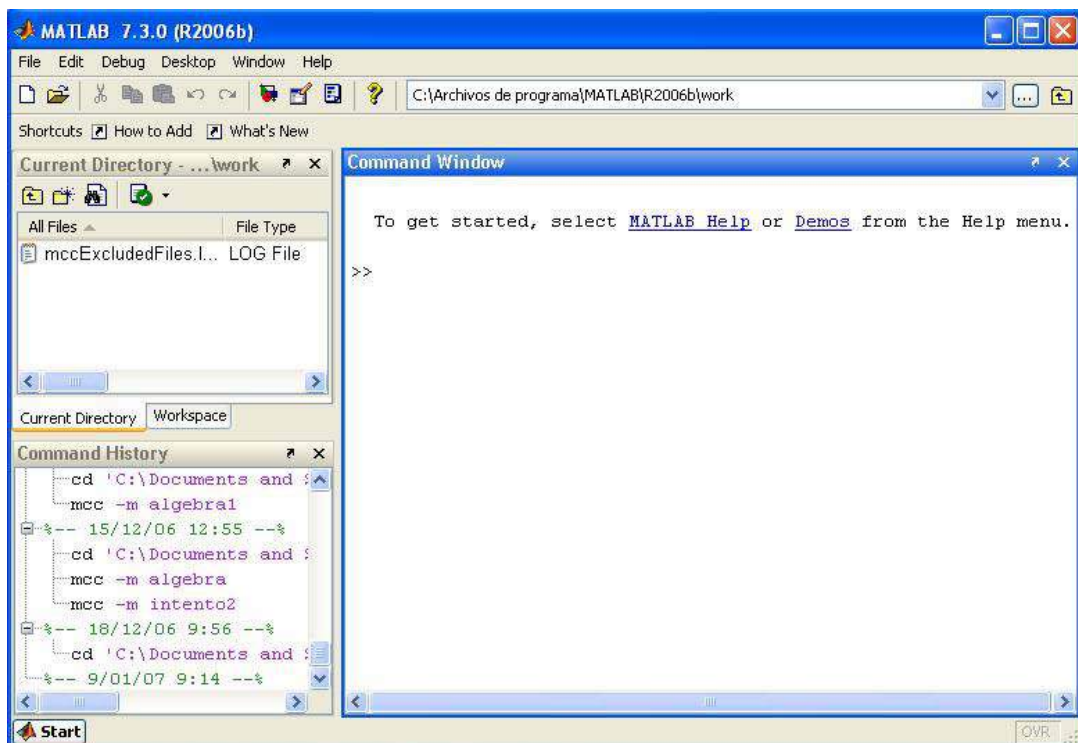 MATLAB 7.3.0 (R2006b)
File Edit Debug Desktop Window Help
C:\Archivos de programa\MATLAB\R2006b\work
Shortcuts How to Add What's New
Current Directory - ...\work
All Files File Type
mccExcludedFiles.l... LOG File
Current Directory Workspace
Command History
cd 'C:\Documents and
mcc -m algebra1
%-- 15/12/06 12:55 --%
cd 'C:\Documents and
mcc -m algebra
mcc -m intento2
%-- 18/12/06 9:56 --%
cd 'C:\Documents and
%-- 9/01/07 9:14 --%
Command Window
To get started, select MATLAB Help or Demos from the Help menu.
>>
Start
OVR